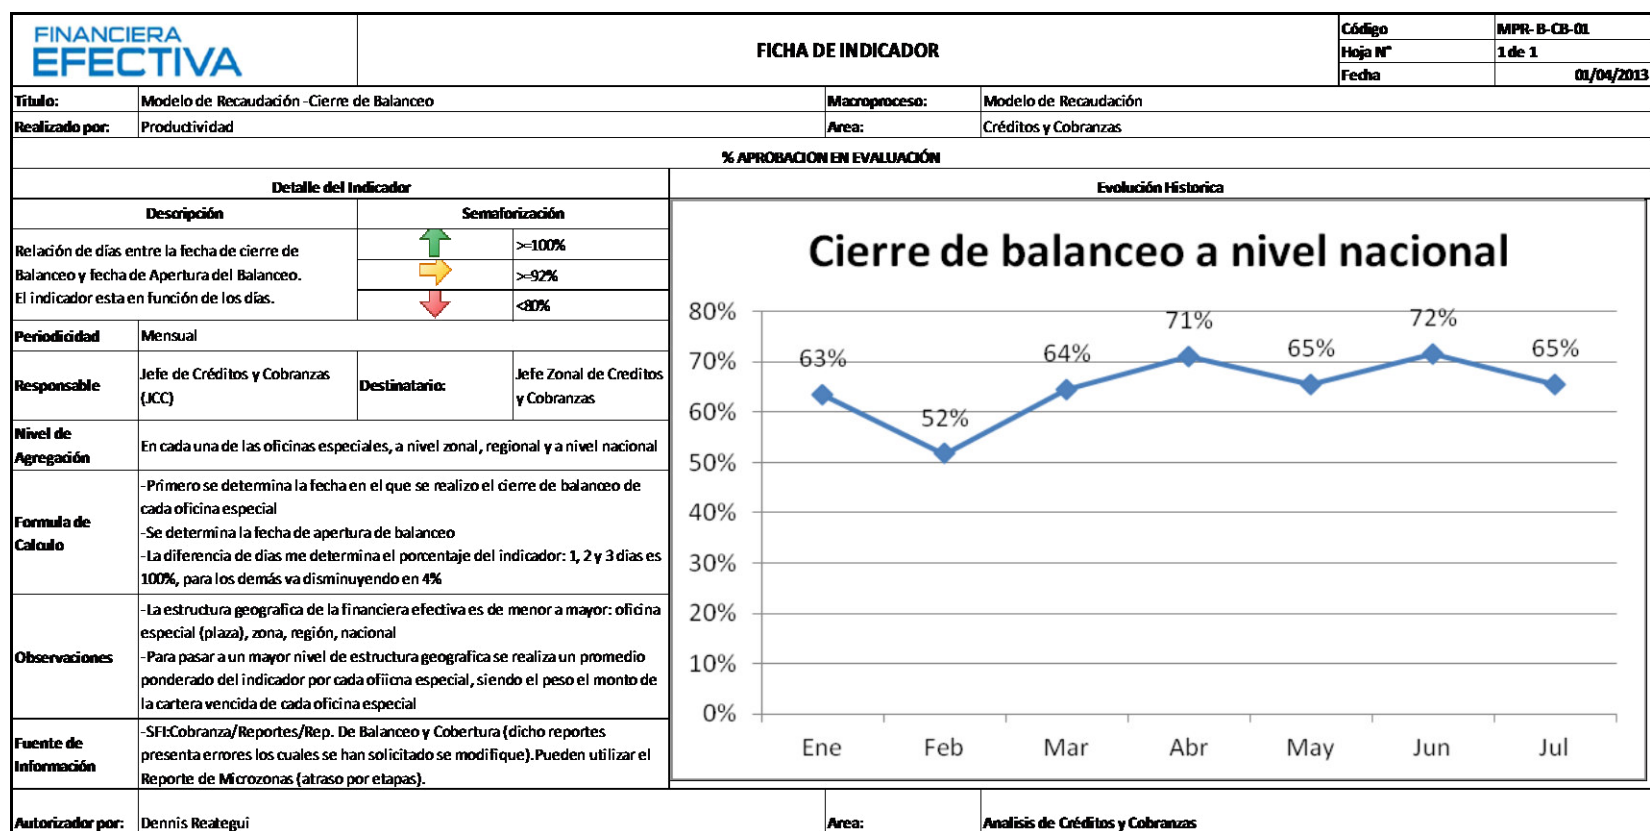 FINANCIERA
EFECTIVA
FICHA DE INDICADOR
Código MPR-B-CB-01
Hoja N° 1 de 1
Fecha 01/04/2013
Titulo: Modelo de Recaudación -Cierre de Balanceo Macroproceso: Modelo de Recaudación
Realizado por: Productividad Area: Créditos y Cobranzas
% APROBACION EN EVALUACIÓN
Detalle del Indicador Evolución Historica
Descripción Semaforización
Relación de días entre la fecha de cierre de
Balanceo y fecha de Apertura del Balanceo.
El indicador esta en función de los días.
>=100%
>=92%
<80%
Periodicidad Mensual
Responsable
Jefe de Créditos y Cobranzas
(JCC)
Destinatario:
Jefe Zonal de Creditos
y Cobranzas
Nivel de
Agregación
En cada una de las oficinas especiales, a nivel zonal, regional y a nivel nacional
Formula de
Calculo
-Primero se determina la fecha en el que se realizo el cierre de balanceo de
cada oficina especial
-Se determina la fecha de apertura de balanceo
-La diferencia de dias me determina el porcentaje del indicador: 1, 2 y 3 dias es
100%, para los demás va disminuyendo en 4%
Observaciones
-La estructura geografica de la financiera efectiva es de menor a mayor: oficina
especial (plaza), zona, región, nacional
-Para pasar a un mayor nivel de estructura geografica se realiza un promedio
ponderado del indicador por cada ofiicna especial, siendo el peso el monto de
la cartera vencida de cada oficina especial
Fuente de
Información
-SFI:Cobranza/Reportes/Rep. De Balanceo y Cobertura (dicho reportes
presenta errores los cuales se han solicitado se modifique).Pueden utilizar el
Reporte de Microzonas (atraso por etapas).
Cierre de balanceo a nivel nacional
80%
70%
60%
50%
40%
30%
20%
10%
0%
63% 52% 64% 71% 65% 72% 65%
Ene Feb Mar Abr May Jun Jul
Autorizador por: Dennis Reategui Area: Analisis de Créditos y Cobranzas